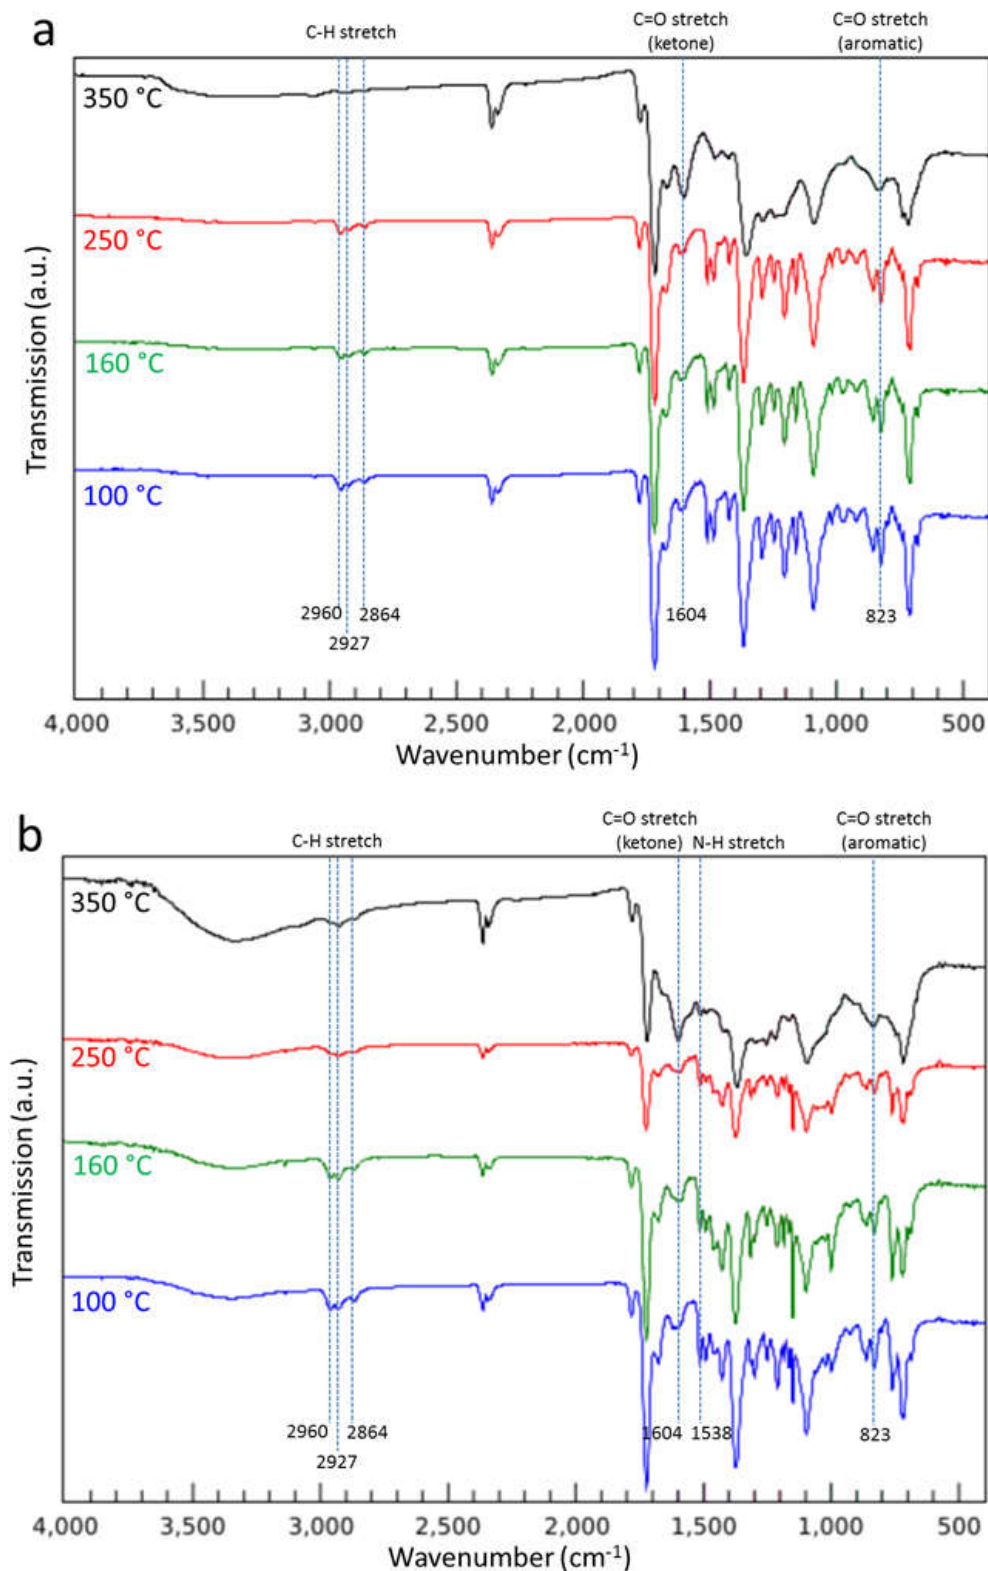 a
C-H stretch
C=O stretch
(ketone)
C=O stretch
(aromatic)
350 °C
250 °C
160 °C
100 °C
2960
2864
2927
1604
823
Transmission (a.u.)
4,000 3,500 3,000 2,500 2,000 1,500 1,000 500
Wavenumber (cm-1)
b
C-H stretch
C=O stretch
(ketone)
N-H stretch
C=O stretch
(aromatic)
350 °C
250 °C
160 °C
100 °C
2960
2864
2927
1604
1538
823
Transmission (a.u.)
4,000 3,500 3,000 2,500 2,000 1,500 1,000 500
Wavenumber (cm-1)